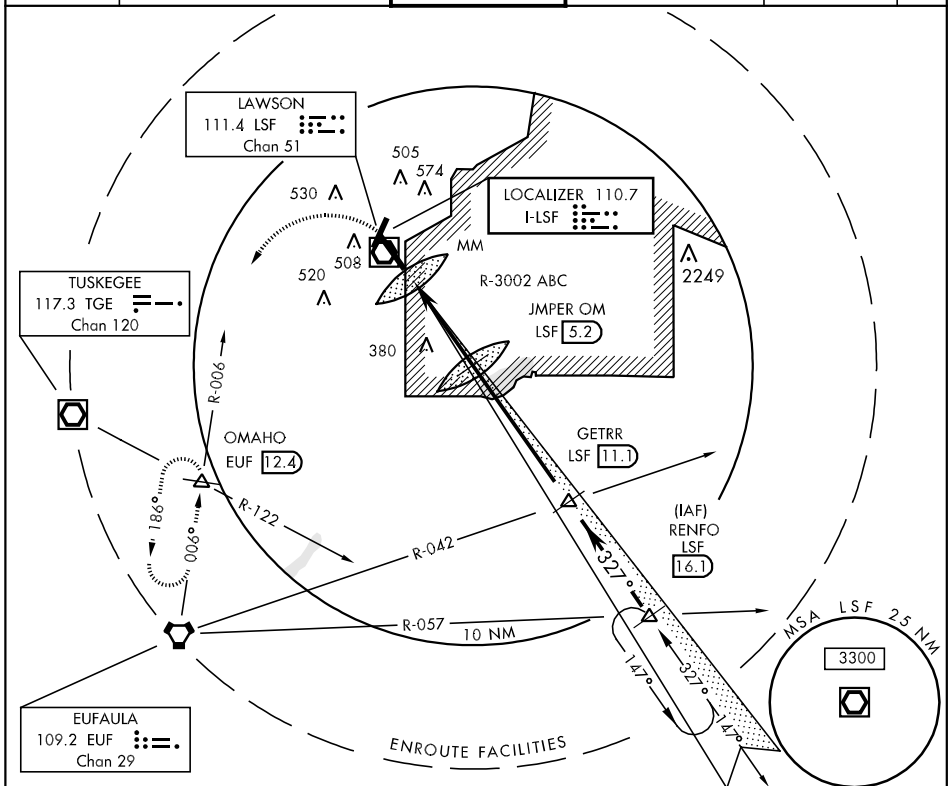 LAWSON
111.4 LSF
Chan 51
505
574
530
LOCALIZER 110.7
I-LSF
MM
508
520
R-3002 ABC
2249
TUSKEGEE
117.3 TGE
Chan 120
JMPER OM
LSF 5.2
380
R-006
OMAHO
EUF 12.4
GETRR
LSF 11.1
186°
006°
R-122
(IAF)
RENFO
LSF
16.1
R-042
327°
R-057
10 NM
MSA LSF 25 NM
3300
147°
327°
147°
EUFAULA
109.2 EUF
Chan 29
ENROUTE FACILITIES